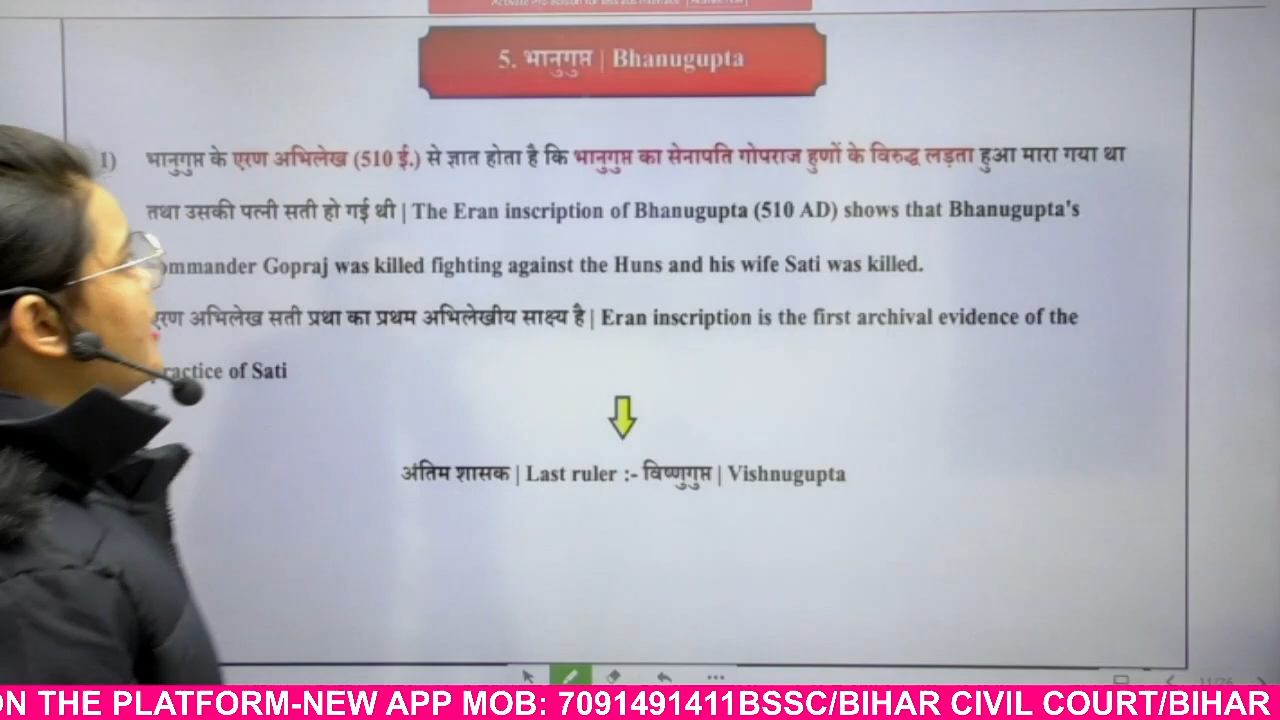 5. भानुगुप्त | Bhanugupta
1) भानुगुप्त के एरण अभिलेख (510 ई.) से ज्ञात होता है कि भानुगुप्त का सेनापति गोपराज हुणों के विरुद्ध लड़ता हुआ मारा गया था
तथा उसकी पत्नी सती हो गई थी | The Eran inscription of Bhanugupta (510 AD) shows that Bhanugupta's
ommander Gopraj was killed fighting against the Huns and his wife Sati was killed.
एरण अभिलेख सती प्रथा का प्रथम अभिलेखीय साक्ष्य है | Eran inscription is the first archival evidence of the
ractice of Sati
अंतिम शासक | Last ruler :- विष्णुगुप्त | Vishnugupta
11/26
ON THE PLATFORM-NEW APP MOB: 7091491411BSSC/BIHAR CIVIL COURT/BIHAR